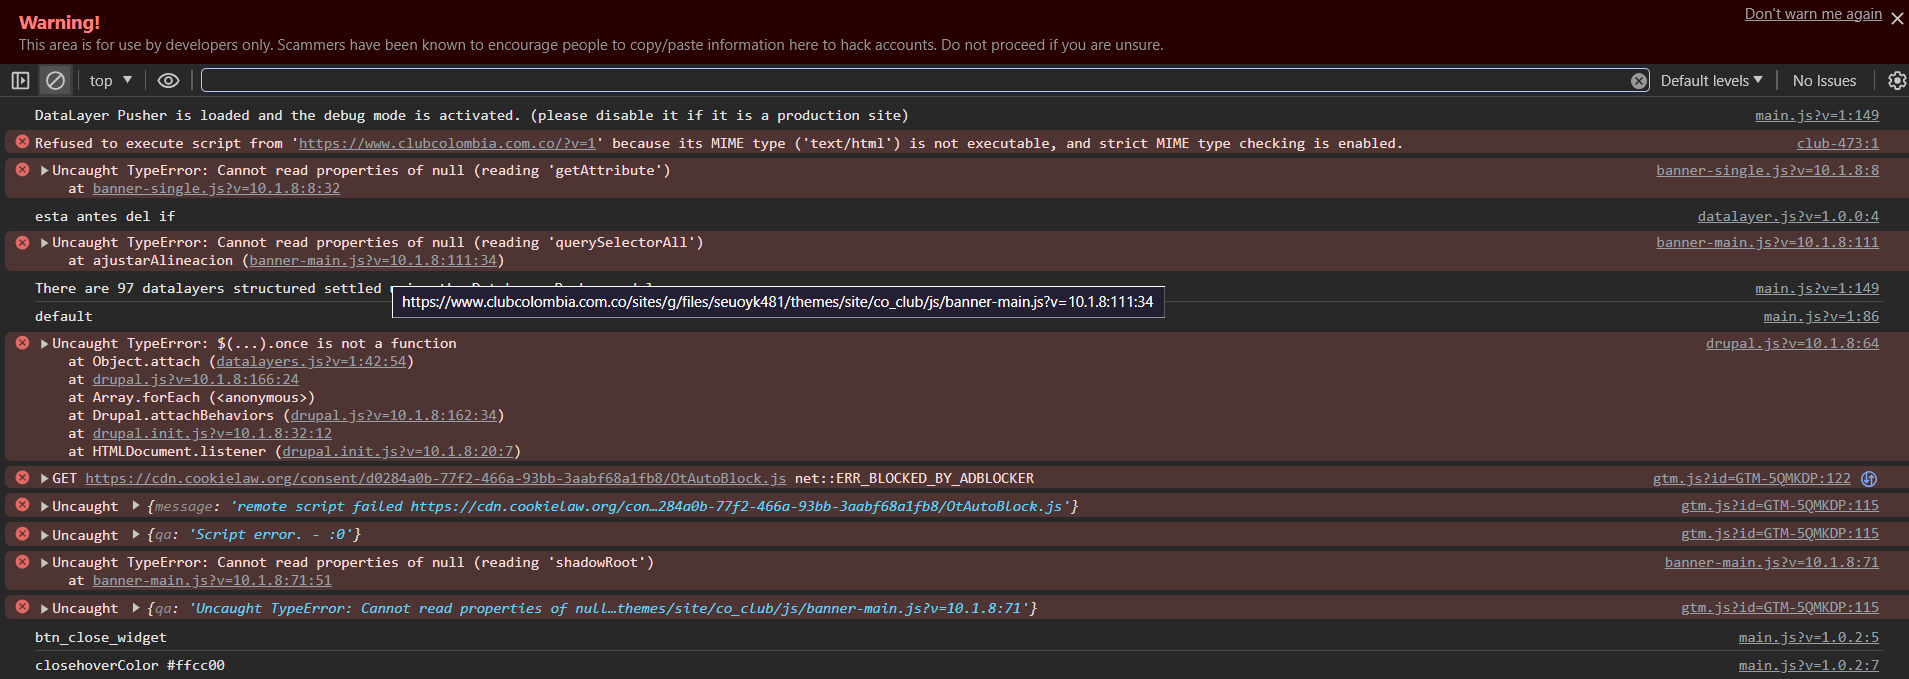 Warning!
Don't warn me again
This area is for use by developers only. Scammers have been known to encourage people to copy/paste information here to hack accounts. Do not proceed if you are unsure.
top
Default levels
No Issues
DataLayer Pusher is loaded and the debug mode is activated. (please disable it if it is a production site) main.js?v=1:149
Refused to execute script from 'https://www.clubcolombia.com.co/?v=1' because its MIME type ('text/html') is not executable, and strict MIME type checking is enabled. club-473:1
Uncaught TypeError: Cannot read properties of null (reading 'getAttribute') banner-single.js?v=10.1.8:8
at banner-single.js?v=10.1.8:8:32
esta antes del if datalayer.js?v=1.0.0:4
Uncaught TypeError: Cannot read properties of null (reading 'querySelectorAll') banner-main.js?v=10.1.8:111
at ajustarAlineacion (banner-main.js?v=10.1.8:111:34)
There are 97 datalayers structured settled main.js?v=1:149
https://www.clubcolombia.com.co/sites/g/files/seuoyk481/themes/site/co_club/js/banner-main.js?v=10.1.8:111:34
default main.js?v=1:86
Uncaught TypeError: $(...).once is not a function drupal.js?v=10.1.8:64
at Object.attach (datalayers.js?v=1:42:54)
at drupal.js?v=10.1.8:166:24
at Array.forEach (<anonymous>)
at Drupal.attachBehaviors (drupal.js?v=10.1.8:162:34)
at drupal.init.js?v=10.1.8:32:12
at HTMLDocument.listener (drupal.init.js?v=10.1.8:20:7)
GET https://cdn.cookielaw.org/consent/d0284a0b-77f2-466a-93bb-3aabf68a1fb8/OtAutoBlock.js net::ERR_BLOCKED_BY_ADBLOCKER gtm.js?id=GTM-5QMKDP:122
Uncaught {message: 'remote script failed https://cdn.cookielaw.org/con…284a0b-77f2-466a-93bb-3aabf68a1fb8/OtAutoBlock.js'} gtm.js?id=GTM-5QMKDP:115
Uncaught {qa: 'Script error. - :0'} gtm.js?id=GTM-5QMKDP:115
Uncaught TypeError: Cannot read properties of null (reading 'shadowRoot') banner-main.js?v=10.1.8:71
at banner-main.js?v=10.1.8:71:51
Uncaught {qa: 'Uncaught TypeError: Cannot read properties of null…themes/site/co_club/js/banner-main.js?v=10.1.8:71'} gtm.js?id=GTM-5QMKDP:115
btn_close_widget main.js?v=1.0.2:5
closehoverColor #ffcc00 main.js?v=1.0.2:7